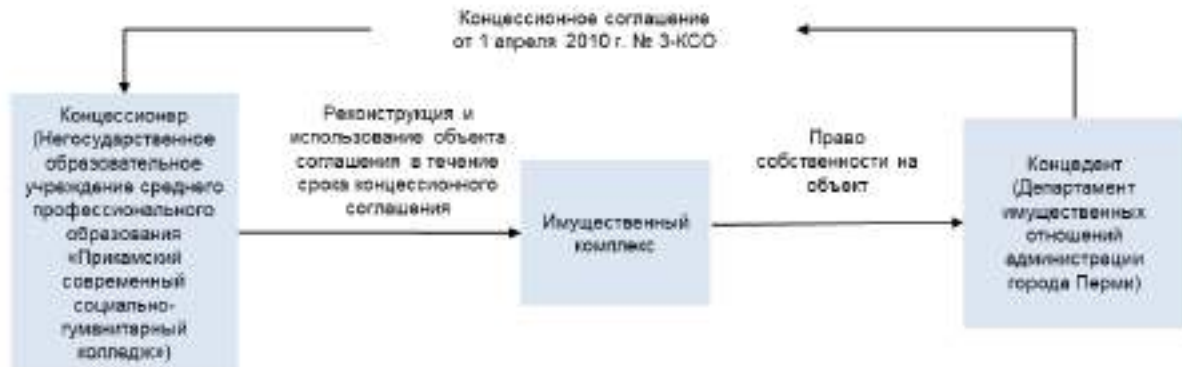 Концессионное соглашение
от 1 апреля 2010 г. № 3-КСО
Концессионер
(Негосударственное
образовательное
учреждение среднего
профессионального
образования
«Прикамский
современный
социально-
гуманитарный
колледж»)
Реконструкция и
использование объекта
соглашения в течение
срока концессионного
соглашения
Имущественный
комплекс
Право
собственности на
объект
Концедент
(Департамент
имущественных
отношений
администрации
города Перми)